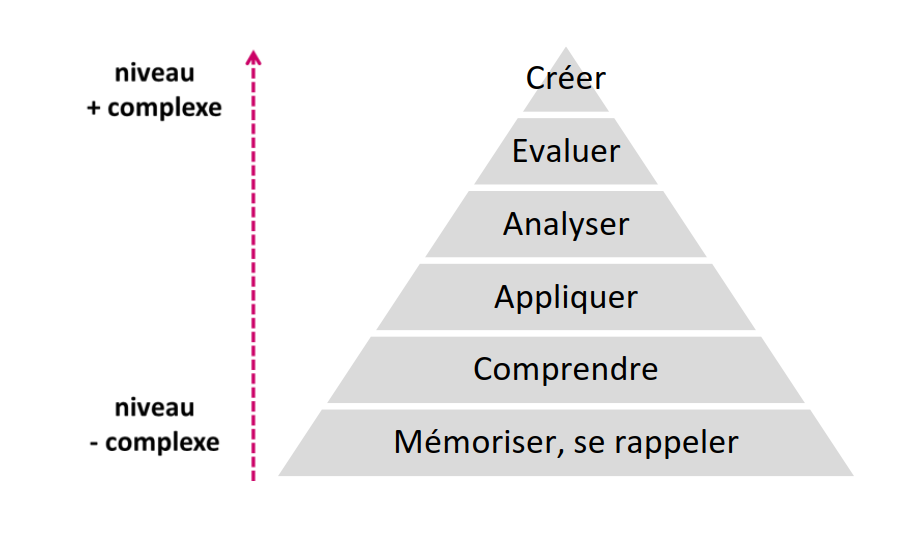 niveau
+ complexe
Créer
Evaluer
Analyser
Appliquer
Comprendre
niveau
- complexe
Mémoriser, se rappeler